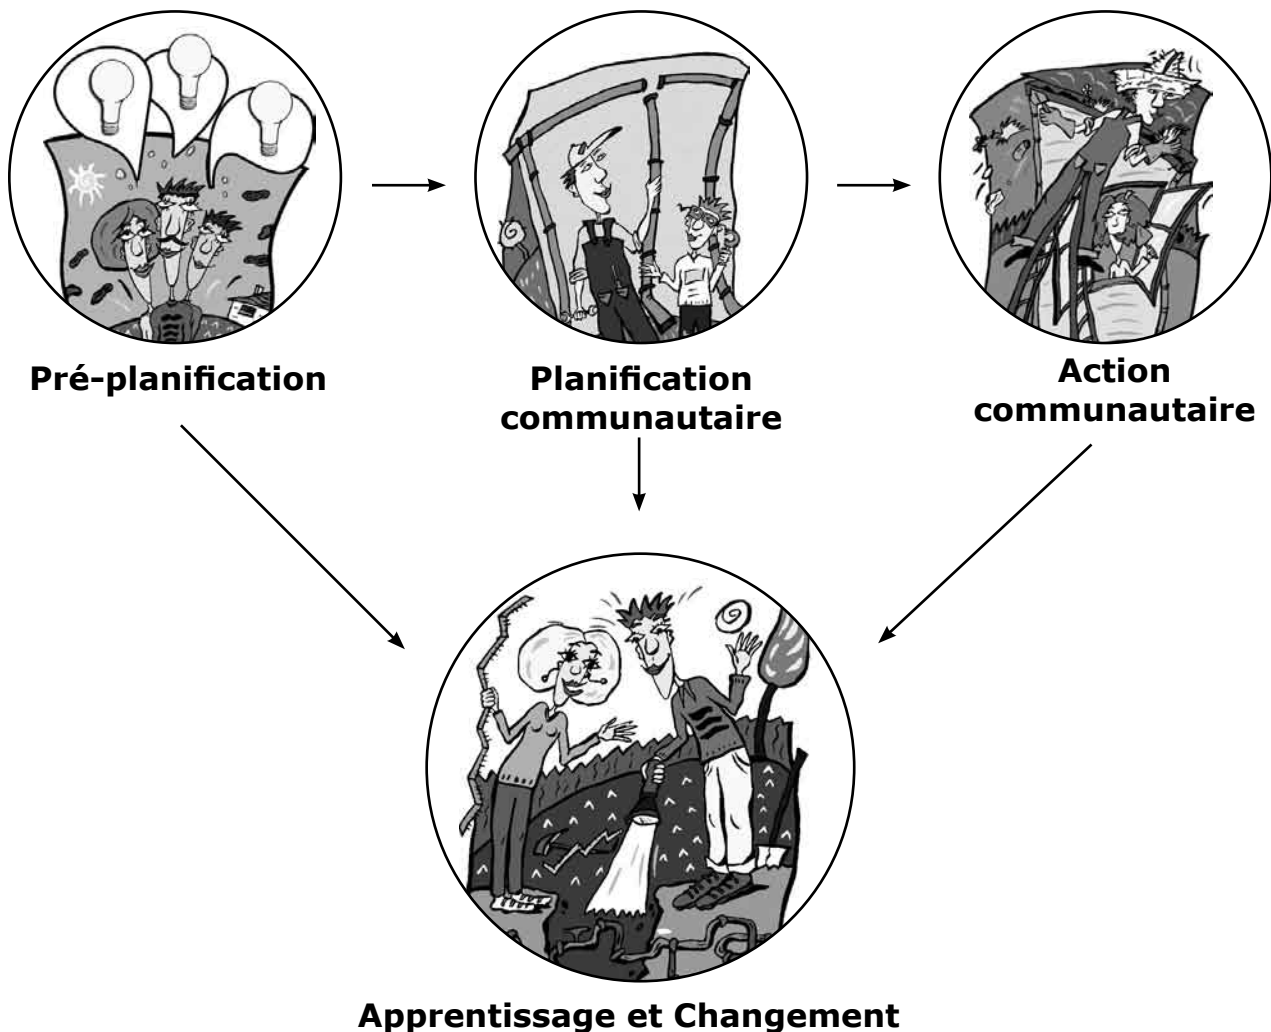 Pré-planification
Planification
communautaire
Action
communautaire
Apprentissage et Changement